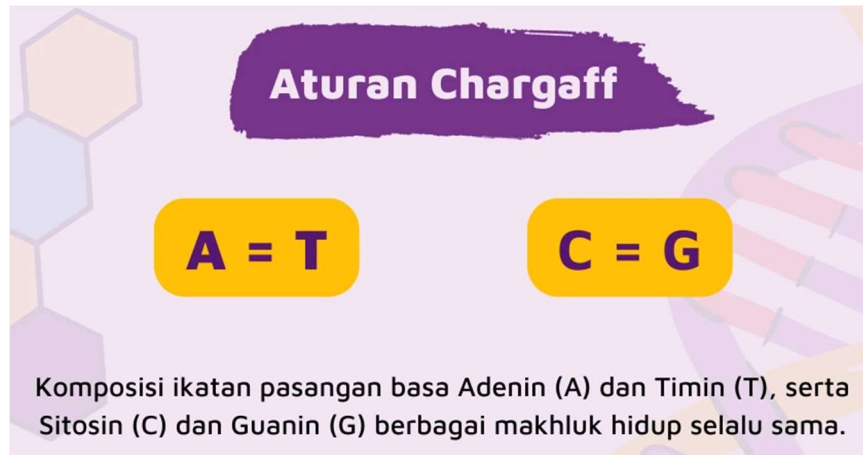 Aturan Chargaff
A = T
C = G
Komposisi ikatan pasangan basa Adenin (A) dan Timin (T), serta
Sitosin (C) dan Guanin (G) berbagai makhluk hidup selalu sama.